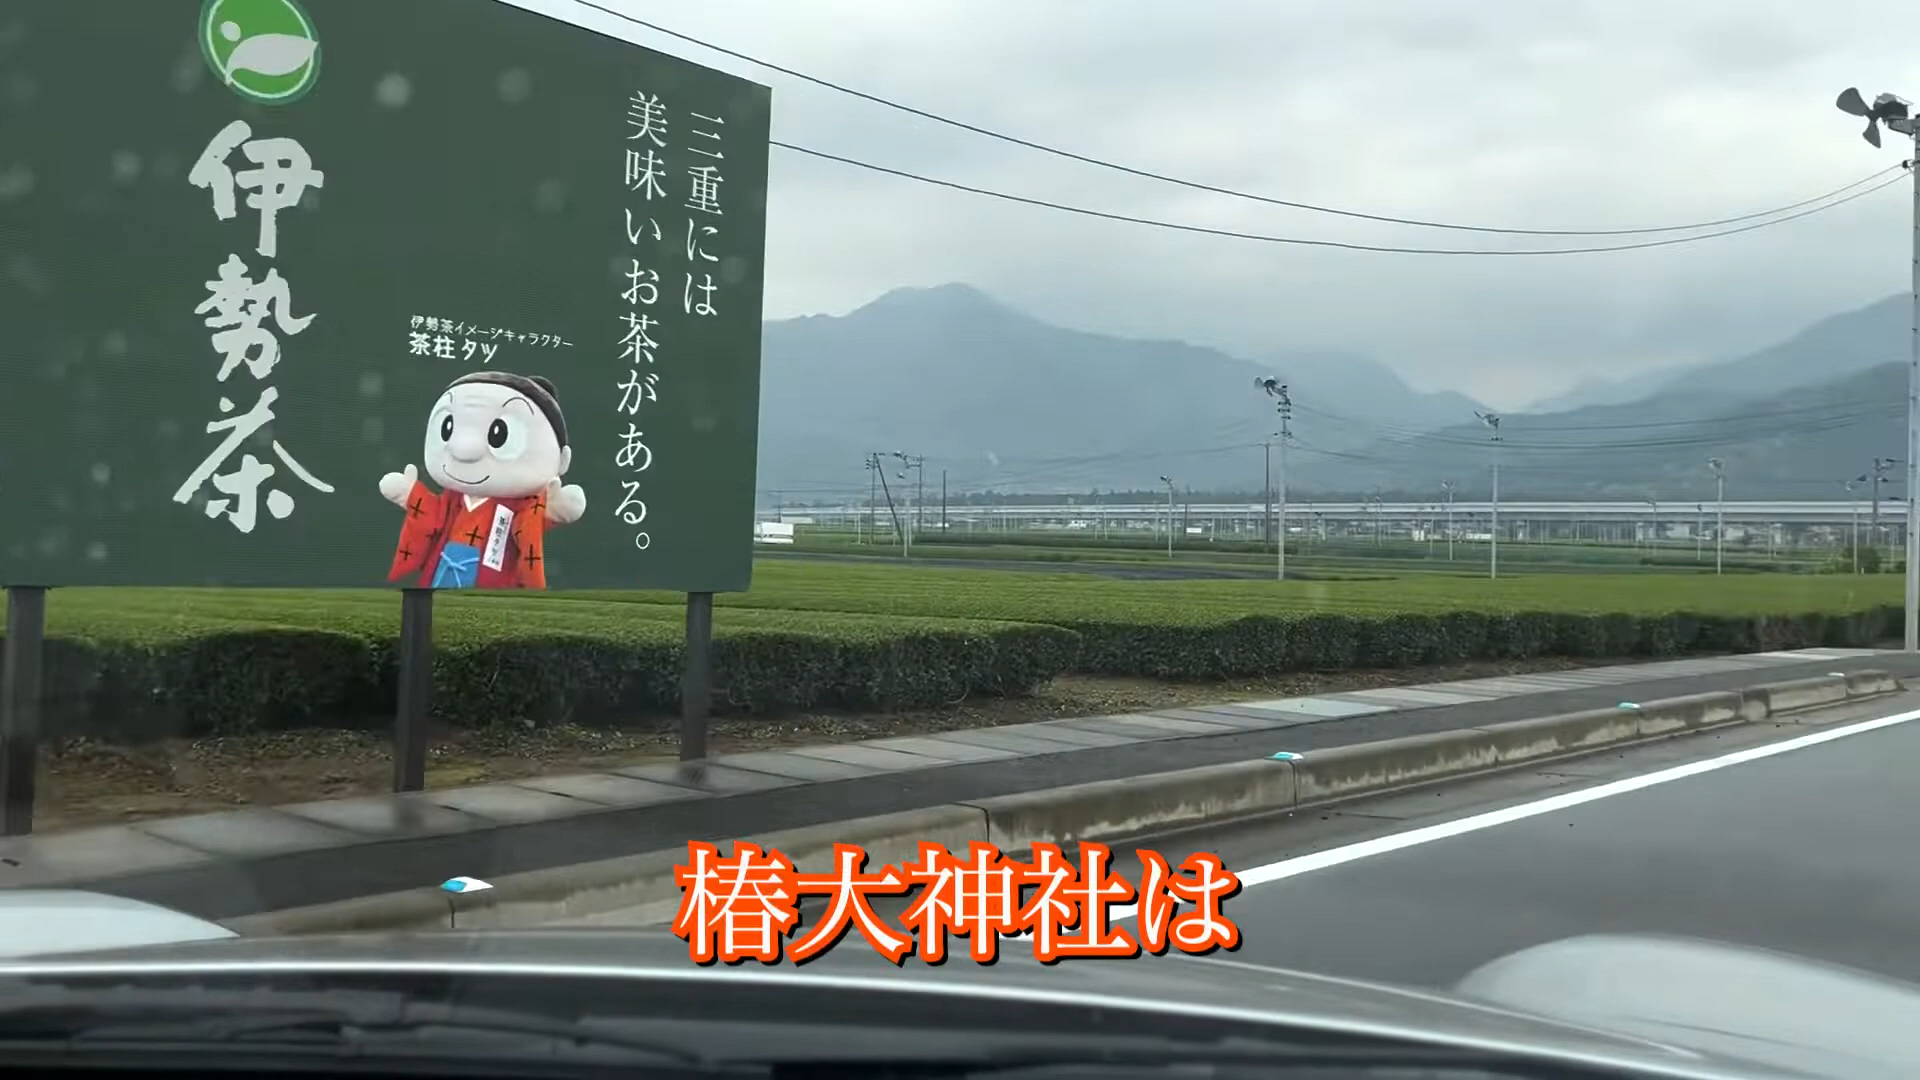 三重には
美味いお茶がある。
伊勢茶イメージキャラクター
茶柱タツ
伊勢茶
椿大神社は